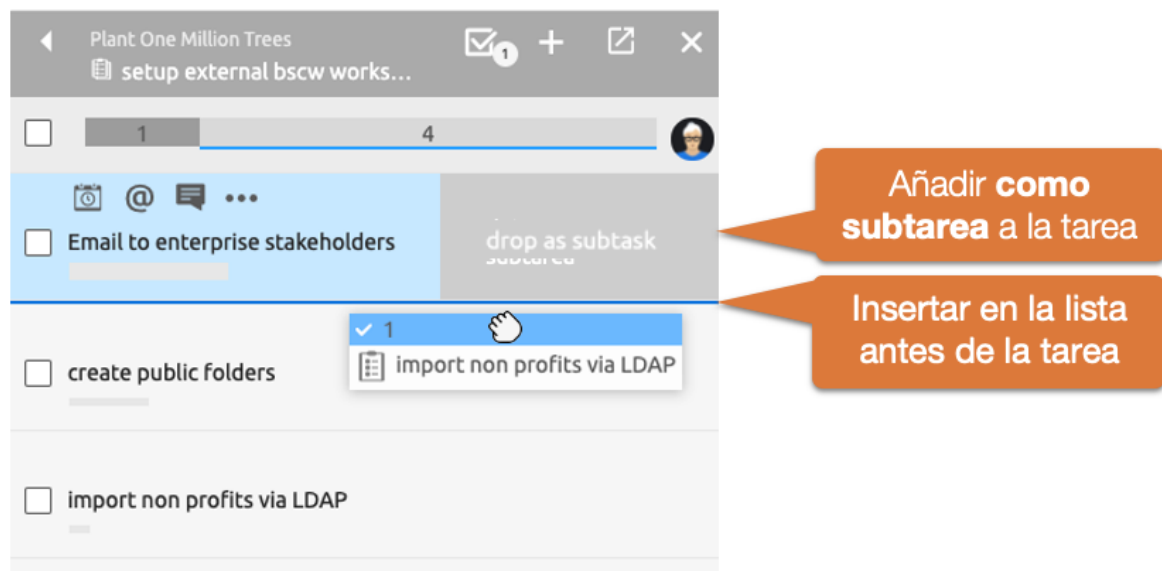 Plant One Million Trees
setup external bscw works...
1
1
4
@
Email to enterprise stakeholders
drop as subtask
subtarea
1
import non profits via LDAP
create public folders
import non profits via LDAP
Añadir como
subtarea a la tarea
Insertar en la lista
antes de la tarea